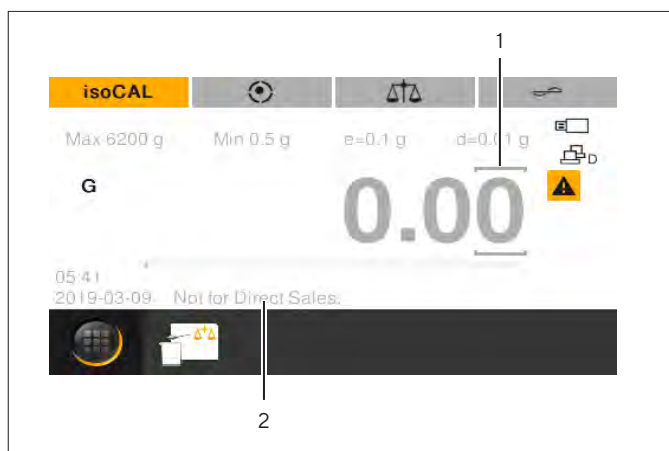 1
isoCAL
Max 6200 g Min 0.5 g e=0.1 g d=0.01 g
D
G 0.00
05:41
2019-03-09 Not for Direct Sales.
2